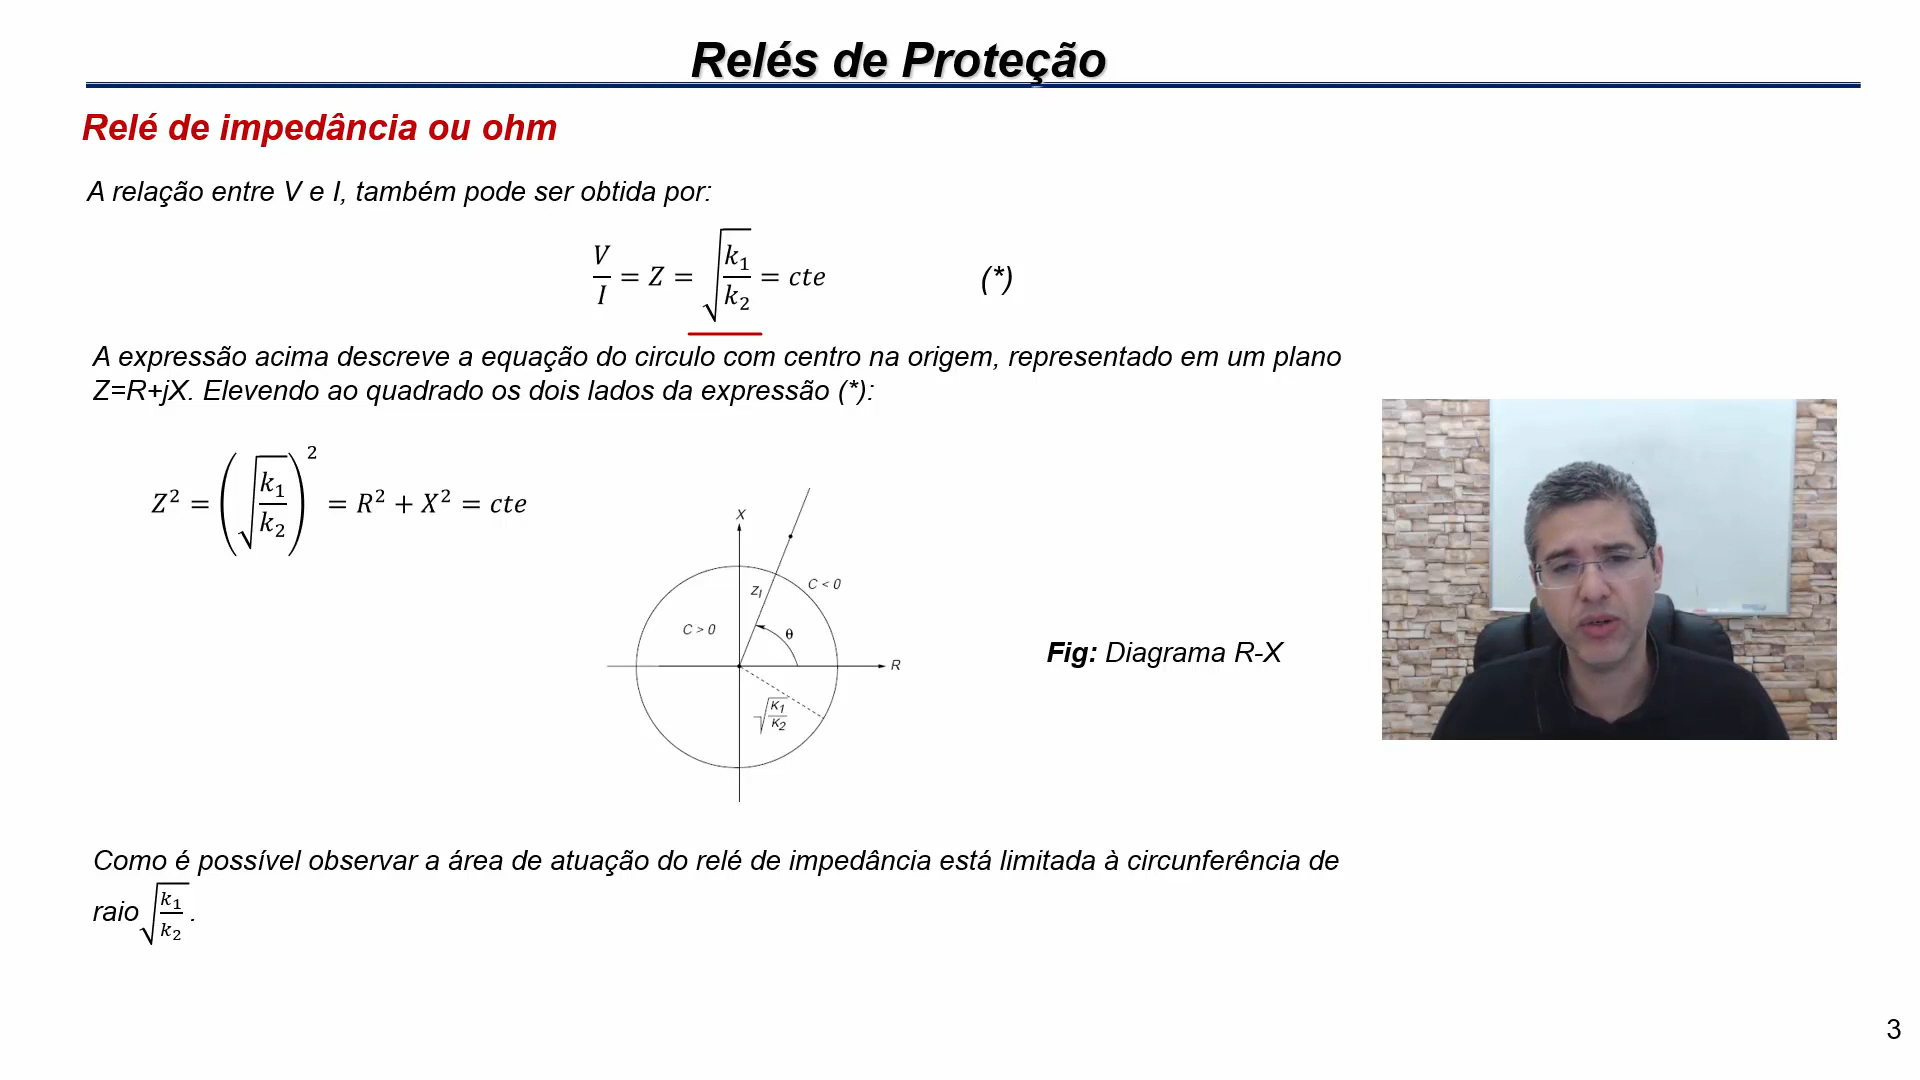 Relés de Proteção
Relé de impedância ou ohm
A relação entre V e I, também pode ser obtida por:
V/I = Z = √(k₁/k₂) = cte (*)
A expressão acima descreve a equação do circulo com centro na origem, representado em um plano
Z=R+jX. Elevendo ao quadrado os dois lados da expressão (*):
Z² = (√(k₁/k₂))² = R² + X² = cte
X
C < 0
Zₗ
C > 0
θ
R
√(K₁/K₂)
Fig: Diagrama R-X
Como é possível observar a área de atuação do relé de impedância está limitada à circunferência de
raio √(k₁/k₂) .
3